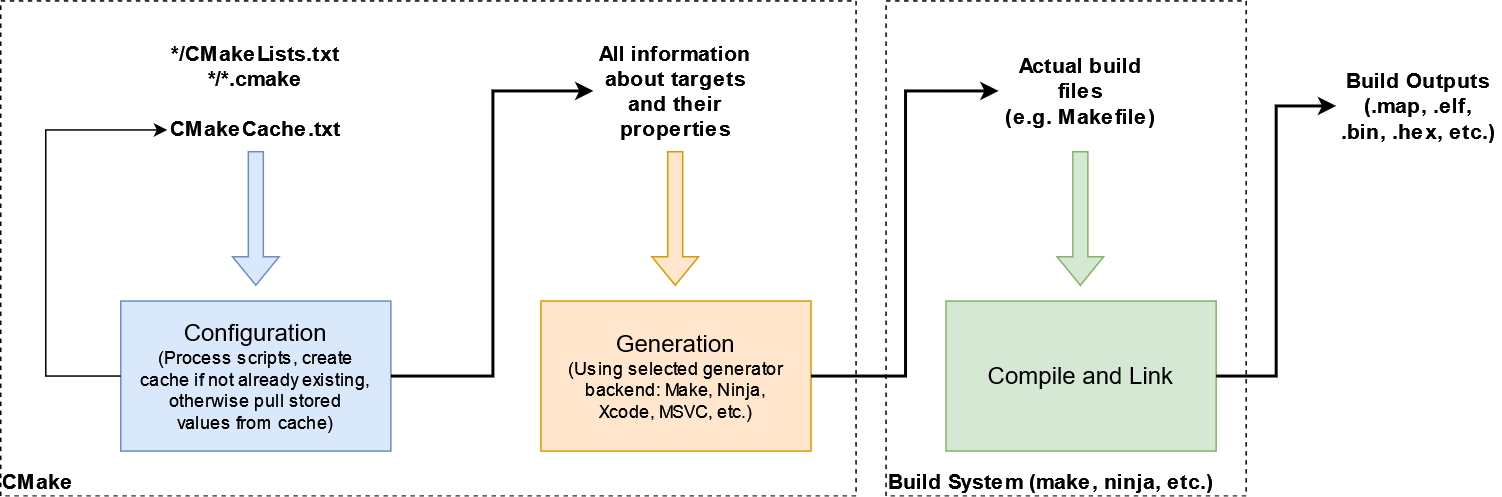 */CMakeLists.txt
*/*.cmake
CMakeCache.txt
Configuration
(Process scripts, create
cache if not already existing,
otherwise pull stored
values from cache)
All information
about targets
and their
properties
Generation
(Using selected generator
backend: Make, Ninja,
Xcode, MSVC, etc.)
CMake
Actual build
files
(e.g. Makefile)
Compile and Link
Build System (make, ninja, etc.)
Build Outputs
(.map, .elf,
.bin, .hex, etc.)